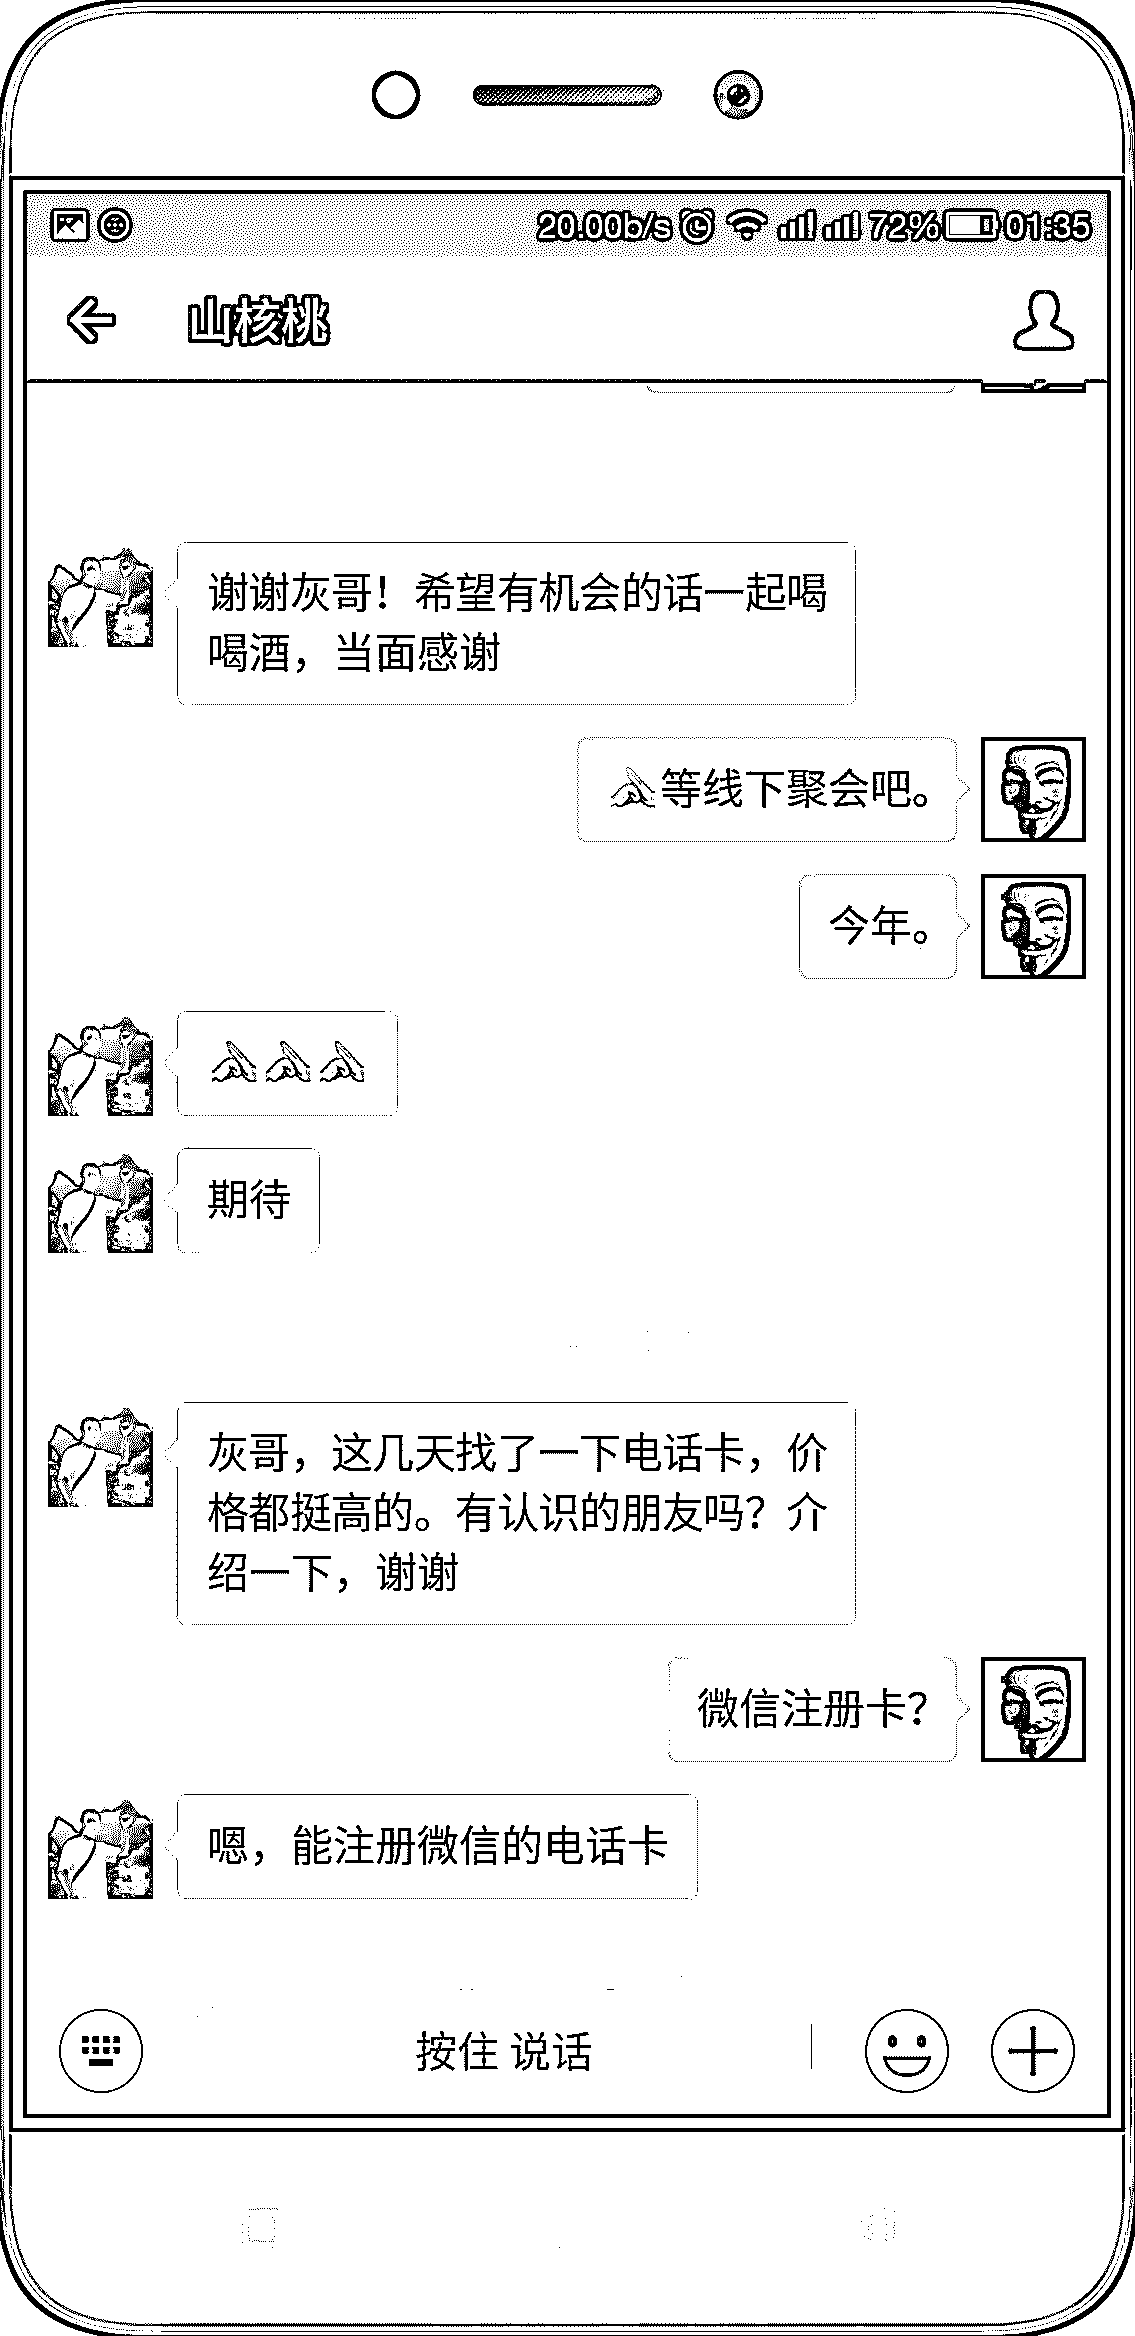 20.00b/s 72% 01:35
山核桃
谢谢灰哥！希望有机会的话一起喝
喝酒，当面感谢
等线下聚会吧。
今年。
期待
灰哥，这几天找了一下电话卡，价
格都挺高的。有认识的朋友吗？介
绍一下，谢谢
微信注册卡？
嗯，能注册微信的电话卡
按住 说话